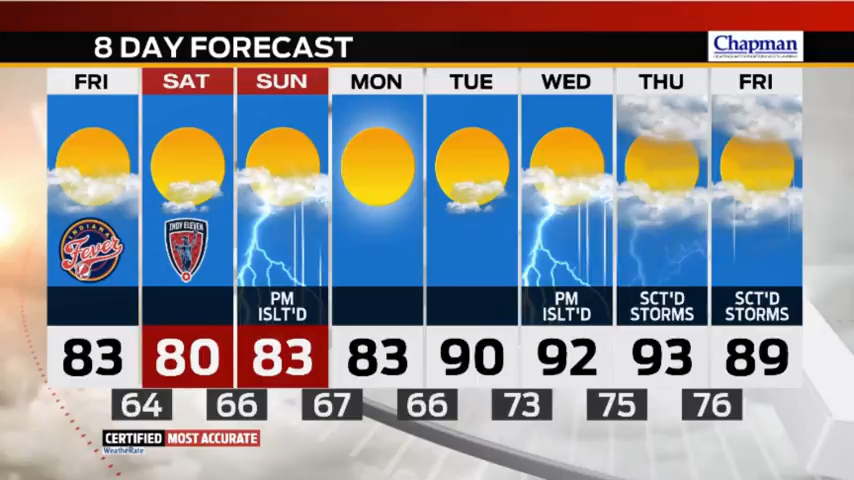 8 DAY FORECAST
Chapman
FRI SAT SUN MON TUE WED THU FRI
INDIANA
Fever
INDY ELEVEN
PM
ISLT'D
PM
ISLT'D
SCT'D
STORMS
SCT'D
STORMS
83 80 83 83 90 92 93 89
64 66 67 66 73 75 76
CERTIFIED MOST ACCURATE
WeatheRate